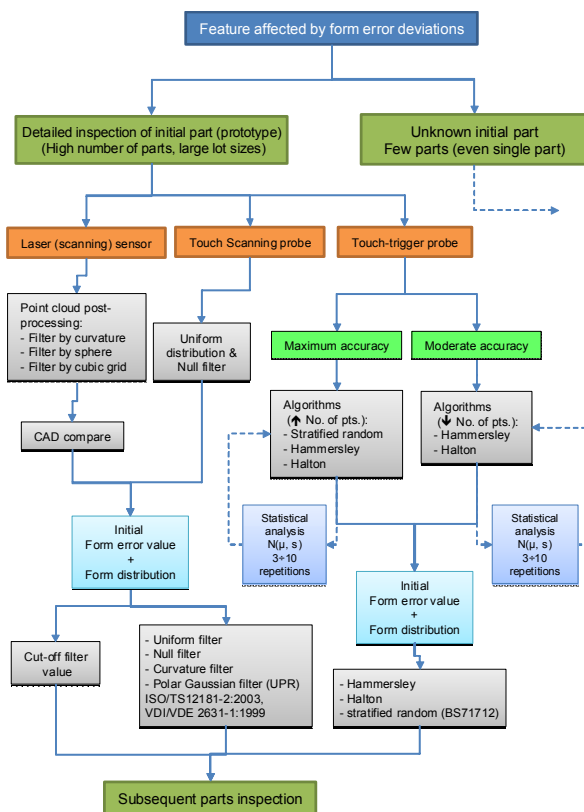 Feature affected by form error deviations
Detailed inspection of initial part (prototype)
(High number of parts, large lot sizes)
Unknown initial part
Few parts (even single part)
Laser (scanning) sensor
Touch Scanning probe
Touch-trigger probe
Point cloud post-
processing:
- Filter by curvature
- Filter by sphere
- Filter by cubic grid
Uniform
distribution &
Null filter
Maximum accuracy
Moderate accuracy
CAD compare
Algorithms
(🡹 No. of pts.):
- Stratified random
- Hammersley
- Halton
Algorithms
(🡻 No. of pts.):
- Hammersley
- Halton
Initial
Form error value
+
Form distribution
Statistical
analysis
N(μ, s)
3÷10
repetitions
Statistical
analysis
N(μ, s)
3÷10
repetitions
Initial
Form error value
+
Form distribution
Cut-off filter
value
- Uniform filter
- Null filter
- Curvature filter
- Polar Gaussian filter (UPR)
ISO/TS12181-2:2003,
VDI/VDE 2631-1:1999
- Hammersley
- Halton
- stratified random (BS71712)
Subsequent parts inspection